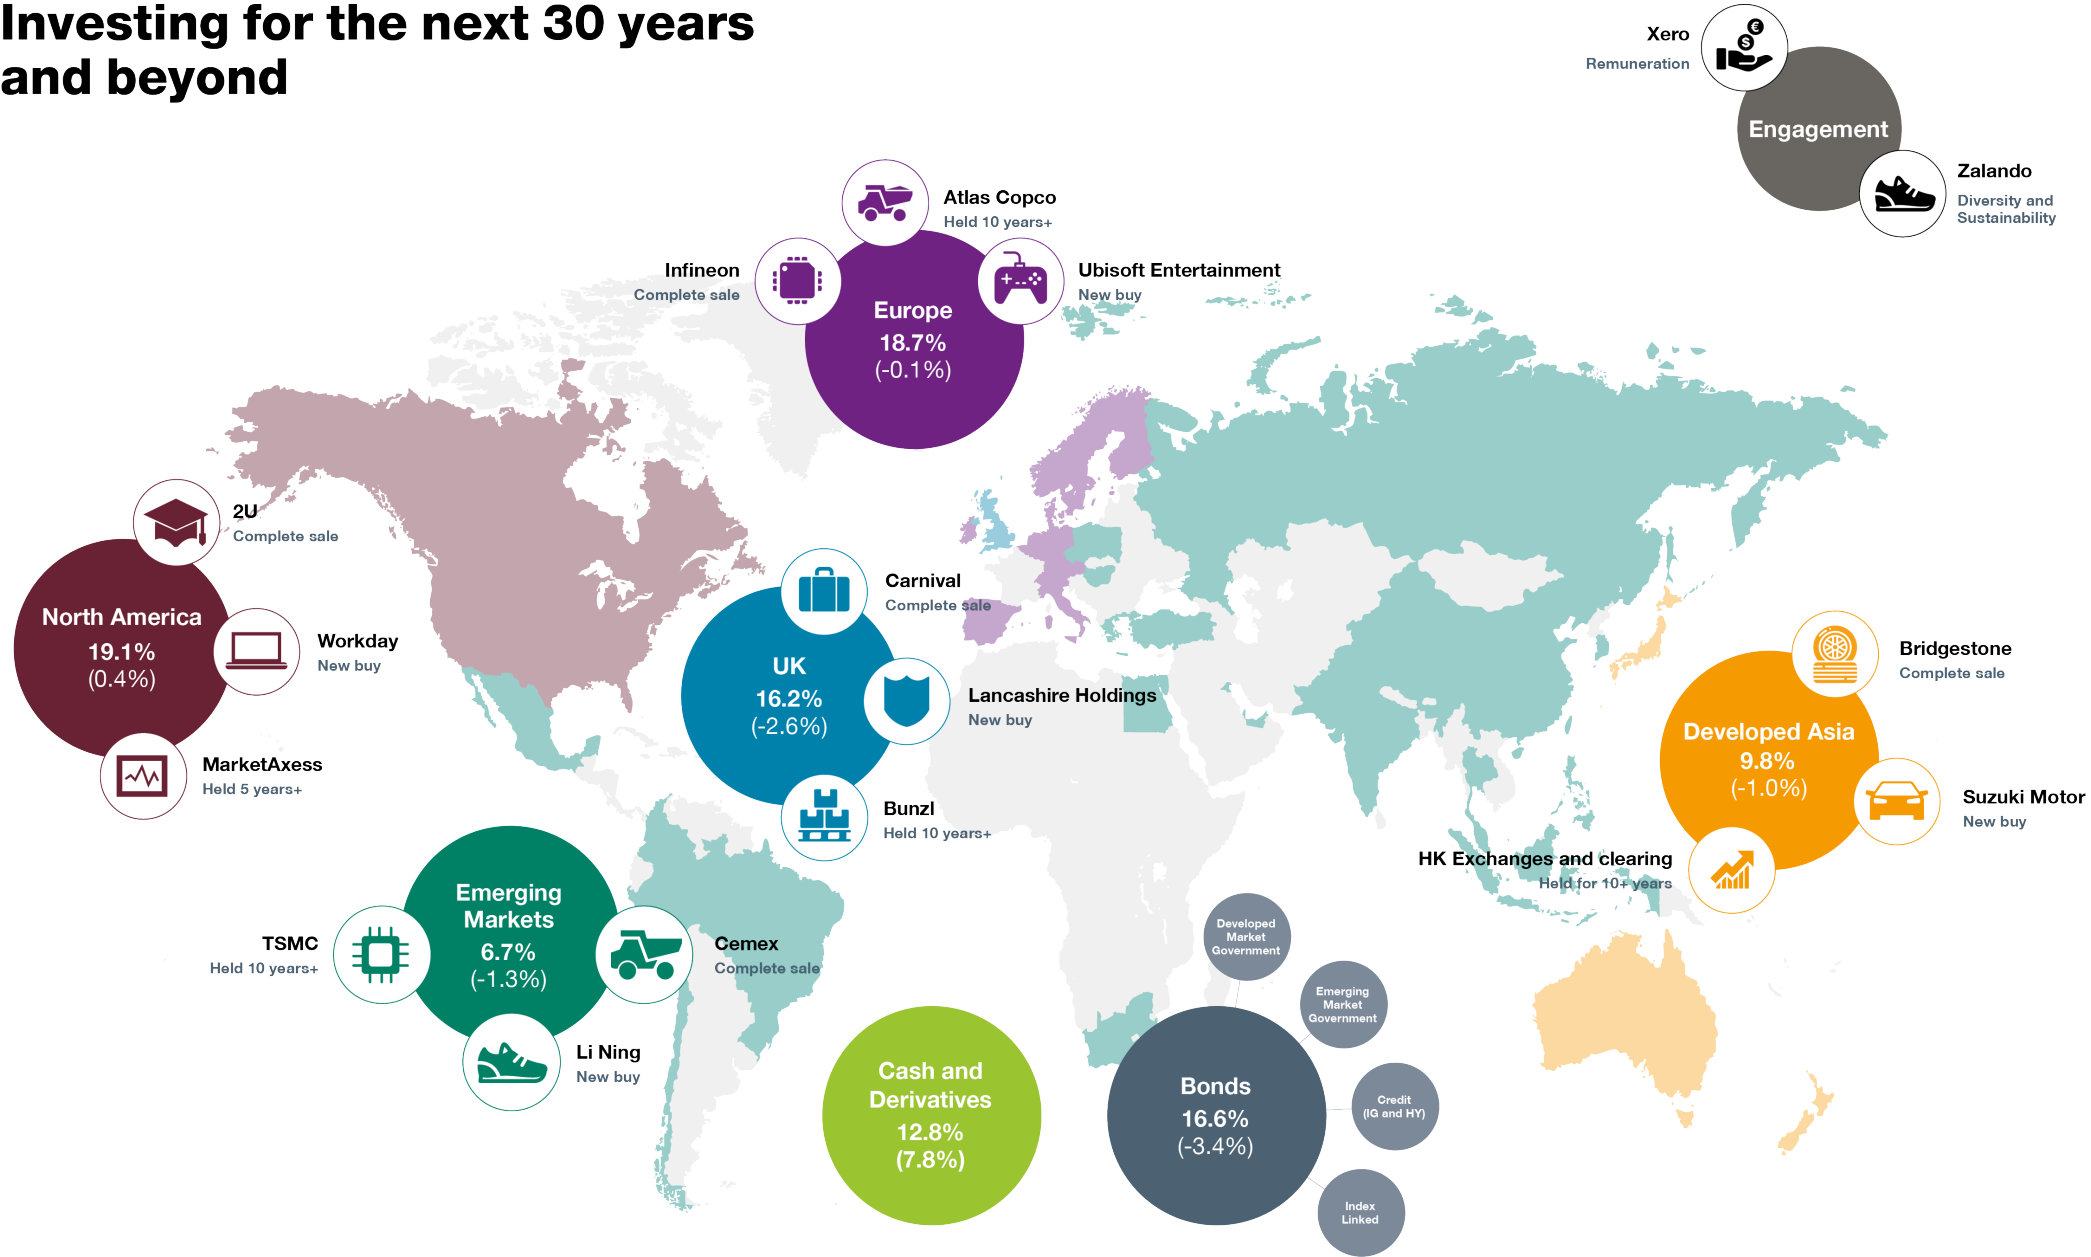 Investing for the next 30 years
and beyond
Xero
Remuneration
Engagement
Zalando
Diversity and
Sustainability
Atlas Copco
Held 10 years+
Infineon
Complete sale
Ubisoft Entertainment
New buy
Europe
18.7%
(-0.1%)
2U
Complete sale
North America
19.1%
(0.4%)
Workday
New buy
MarketAxess
Held 5 years+
Carnival
Complete sale
UK
16.2%
(-2.6%)
Lancashire Holdings
New buy
Bunzl
Held 10 years+
Bridgestone
Complete sale
Developed Asia
9.8%
(-1.0%)
Suzuki Motor
New buy
HK Exchanges and clearing
Held for 10+ years
Emerging
Markets
6.7%
(-1.3%)
TSMC
Held 10 years+
Cemex
Complete sale
Li Ning
New buy
Cash and
Derivatives
12.8%
(7.8%)
Bonds
16.6%
(-3.4%)
Developed
Market
Government
Emerging
Market
Government
Credit
(IG and HY)
Index
Linked